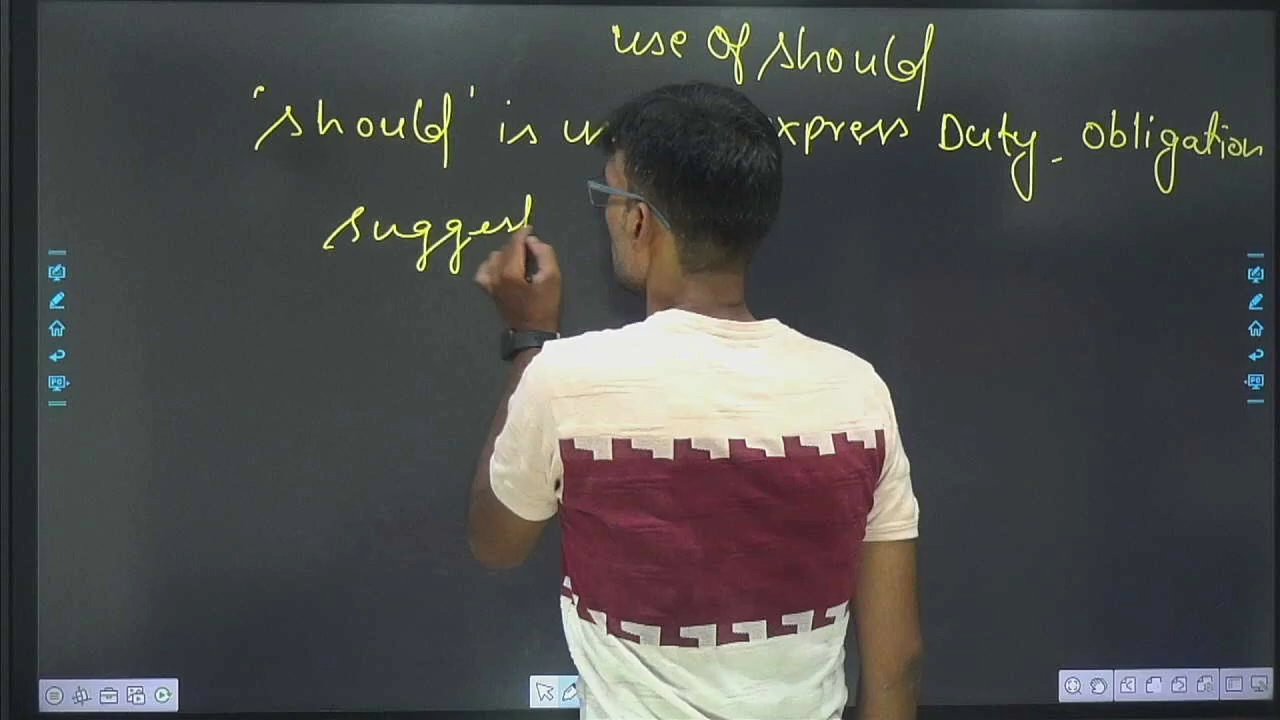 use of should
'should' is u xpress Duty - obligation
suggest